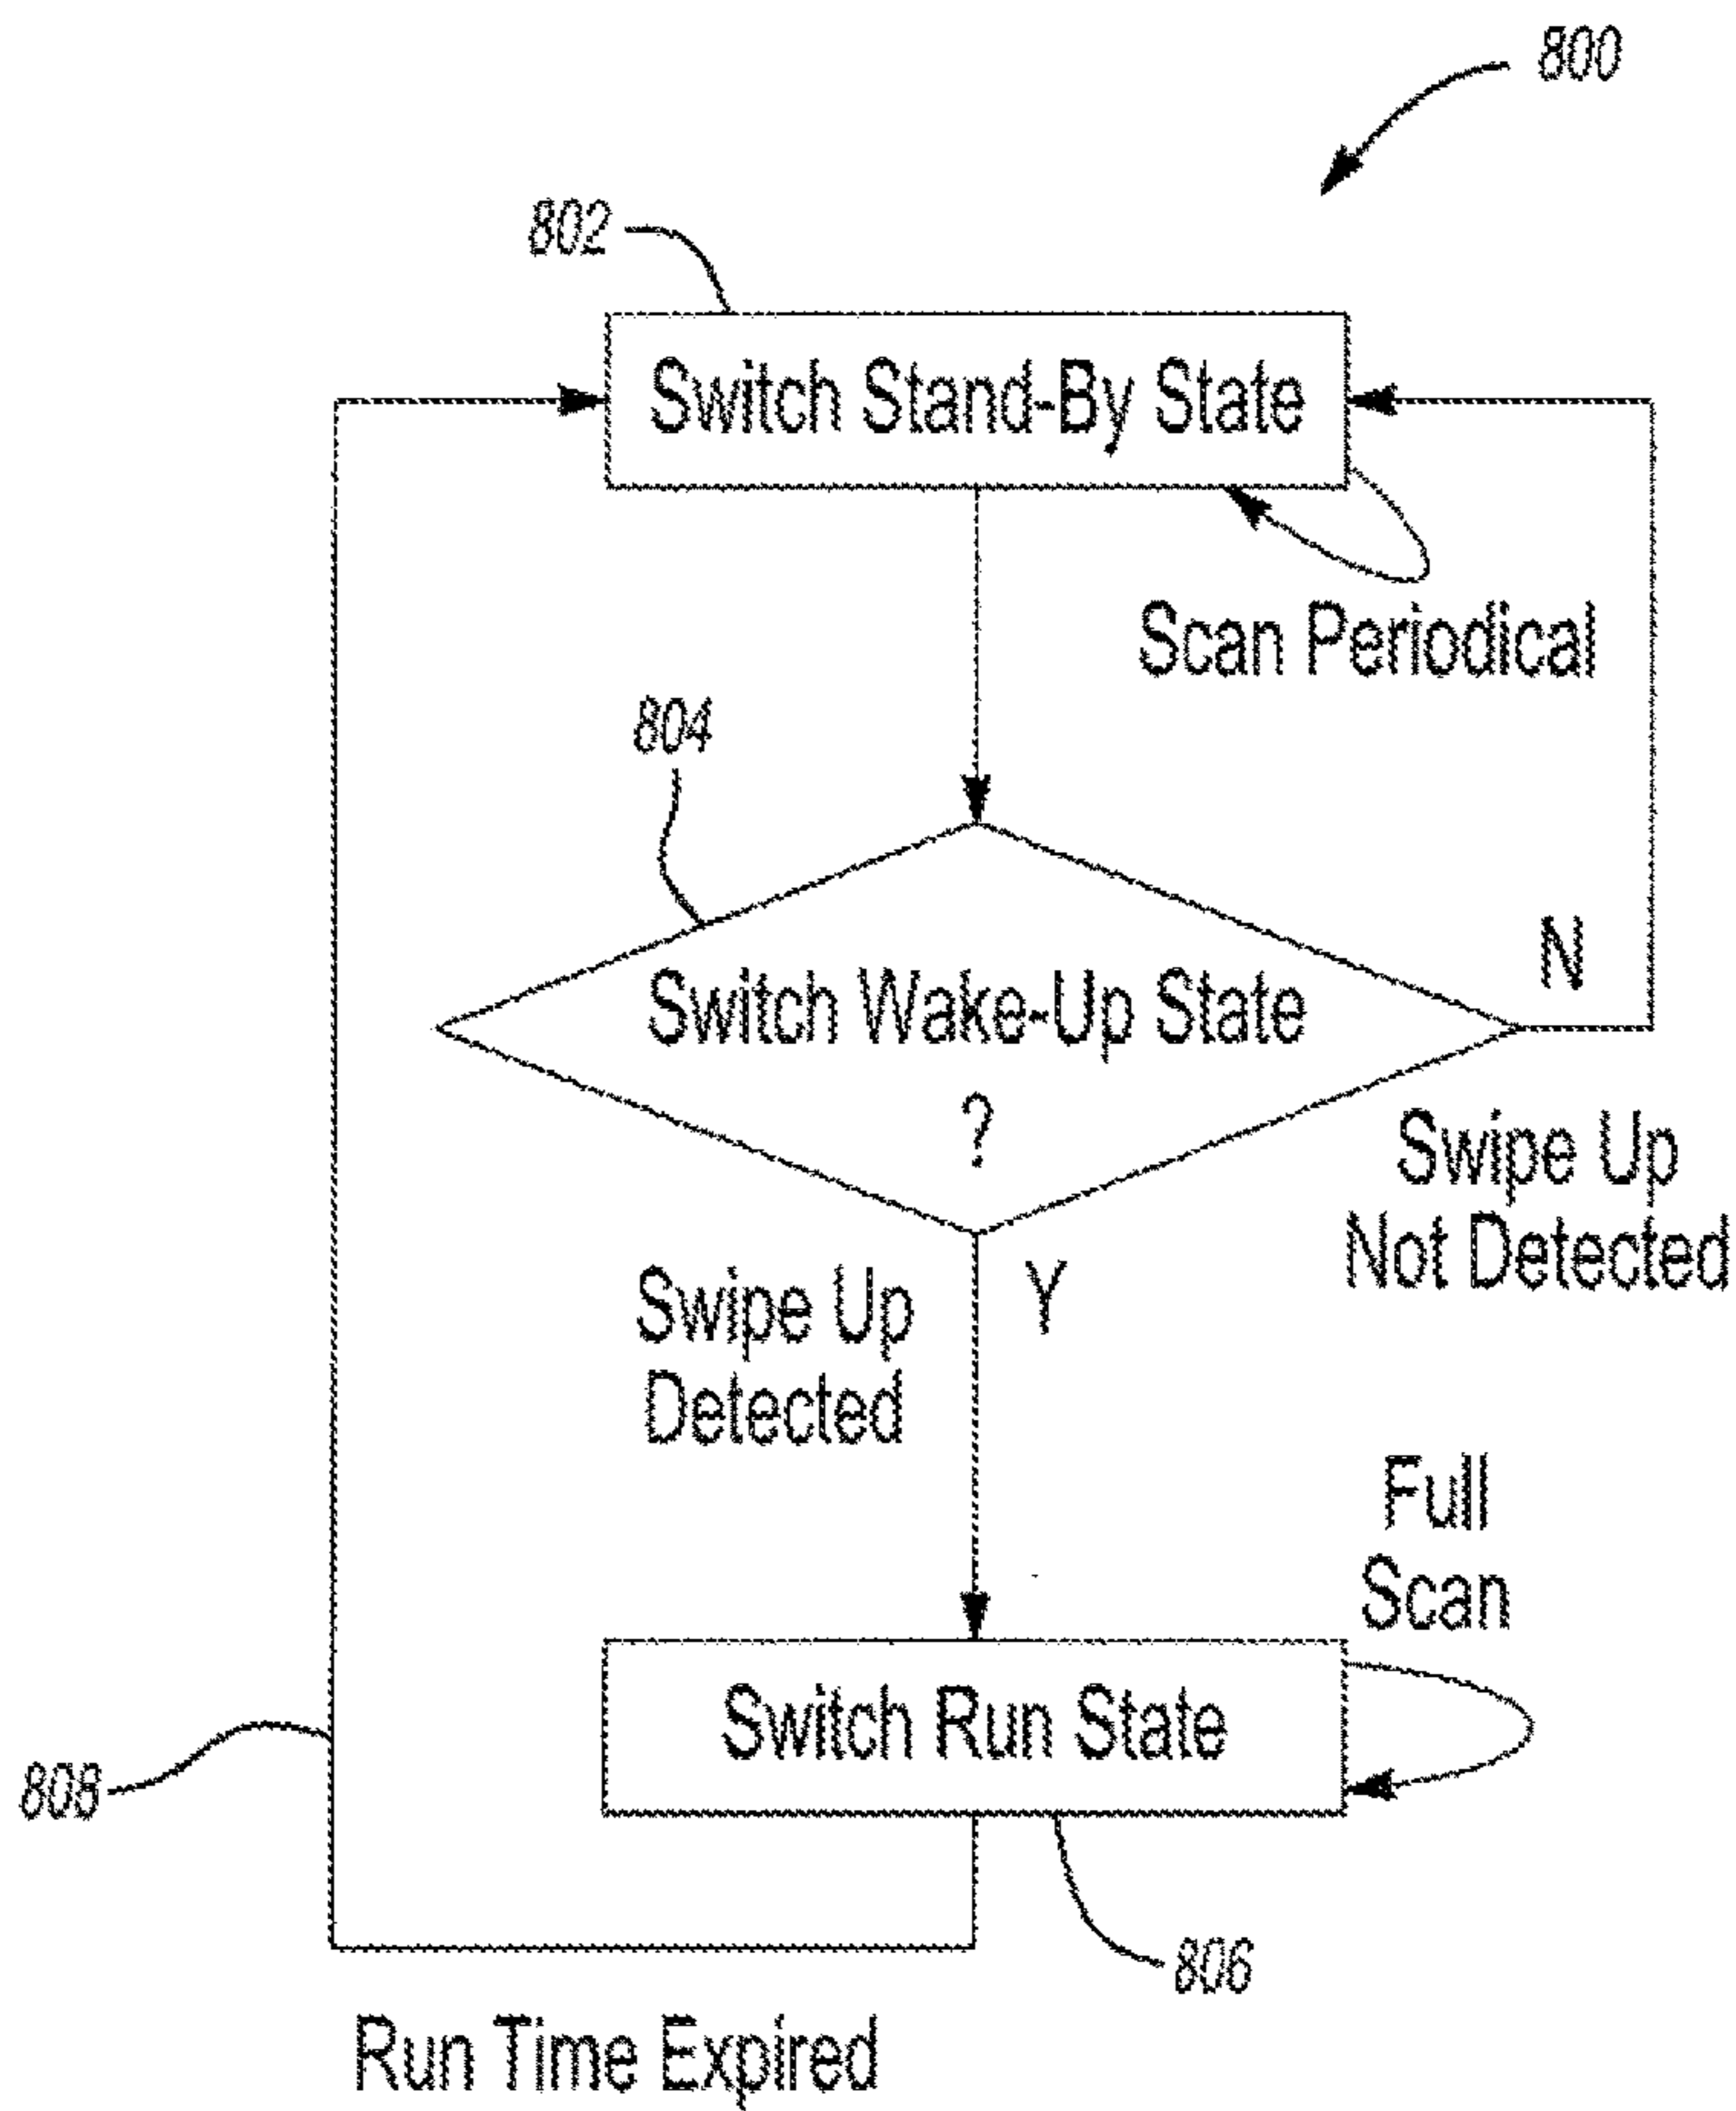 800
802
Switch Stand-By State
Scan Periodical
804
Switch Wake-Up State
?
N
Swipe Up
Not Detected
Y
Swipe Up
Detected
Full
Scan
Switch Run State
808
806
Run Time Expired